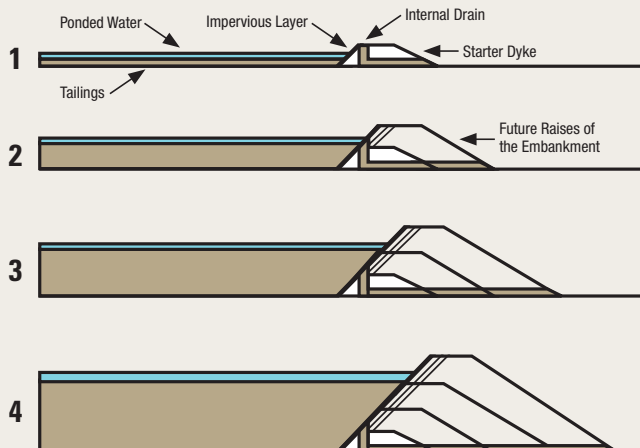 Ponded Water
Impervious Layer
Internal Drain
1
Starter Dyke
Tailings
2
Future Raises of
the Embankment
3
4